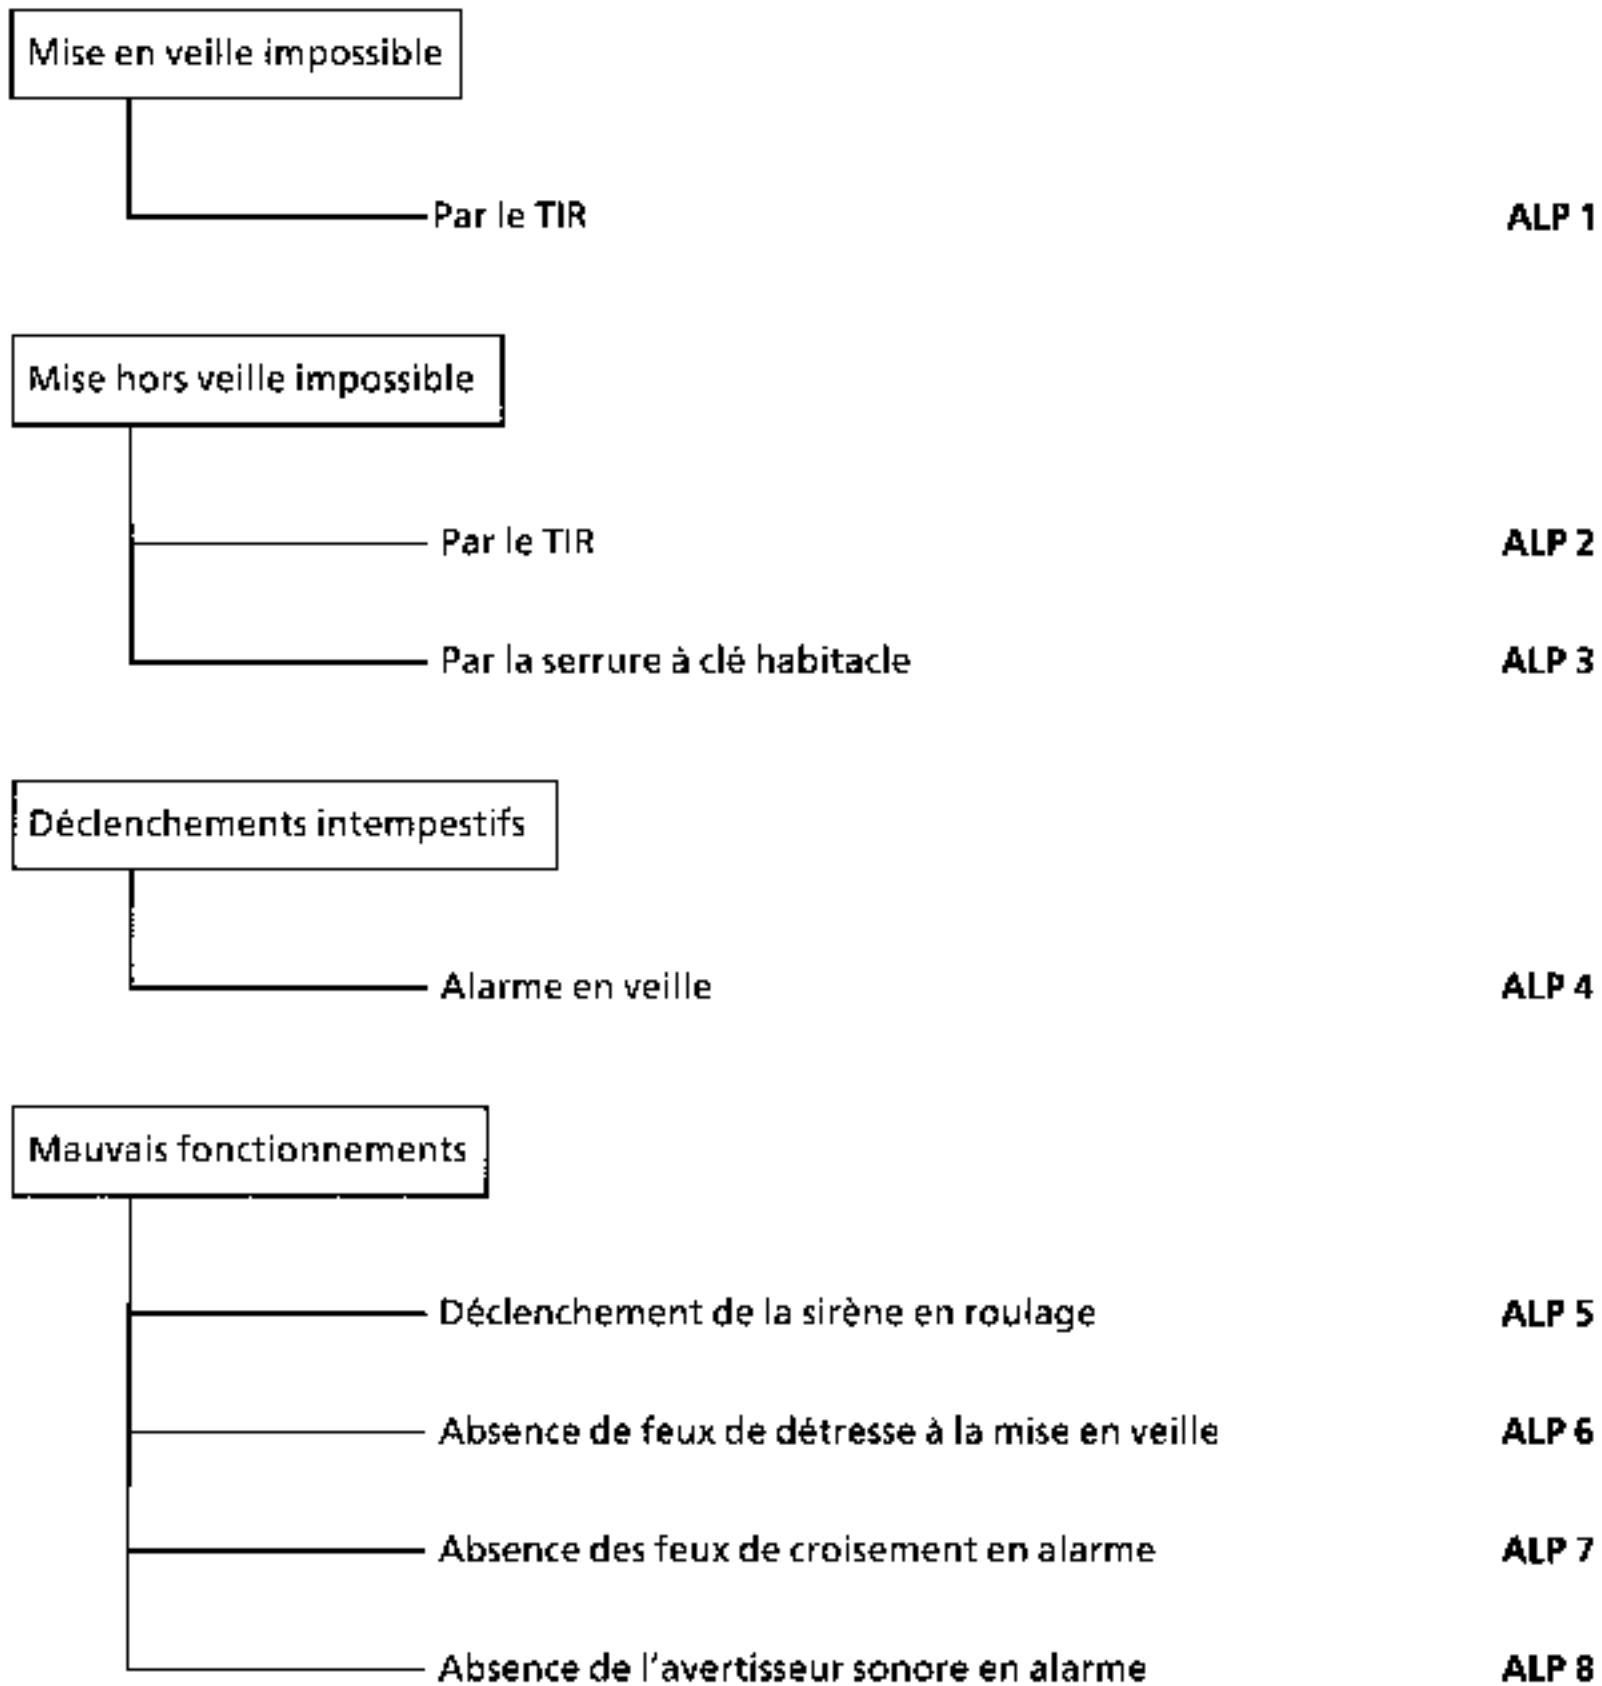 Mise en veille impossible
Par le TIR ALP 1
Mise hors veille impossible
Par le TIR ALP 2
Par la serrure à clé habitacle ALP 3
Déclenchements intempestifs
Alarme en veille ALP 4
Mauvais fonctionnements
Déclenchement de la sirène en roulage ALP 5
Absence de feux de détresse à la mise en veille ALP 6
Absence des feux de croisement en alarme ALP 7
Absence de l'avertisseur sonore en alarme ALP 8